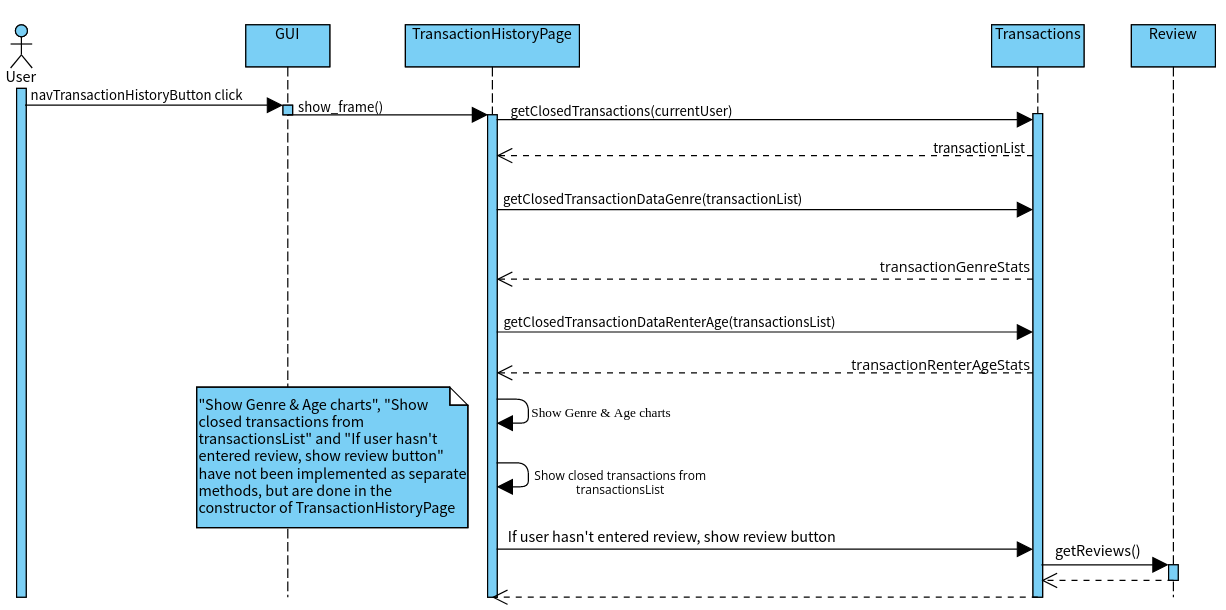 GUI
TransactionHistoryPage
Transactions
Review
User
navTransactionHistoryButton click
show_frame()
getClosedTransactions(currentUser)
transactionList
getClosedTransactionDataGenre(transactionList)
transactionGenreStats
getClosedTransactionDataRenterAge(transactionsList)
transactionRenterAgeStats
"Show Genre & Age charts", "Show
closed transactions from
transactionsList" and "If user hasn't
entered review, show review button"
have not been implemented as separate
methods, but are done in the
constructor of TransactionHistoryPage
Show Genre & Age charts
Show closed transactions from
transactionsList
If user hasn't entered review, show review button
getReviews()